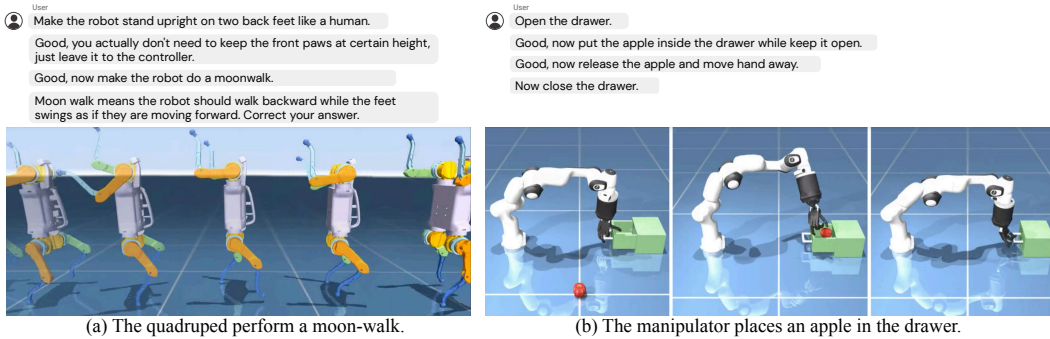 User
Make the robot stand upright on two back feet like a human.
Good, you actually don't need to keep the front paws at certain height,
just leave it to the controller.
Good, now make the robot do a moonwalk.
Moon walk means the robot should walk backward while the feet
swings as if they are moving forward. Correct your answer.
(a) The quadruped perform a moon-walk.
User
Open the drawer.
Good, now put the apple inside the drawer while keep it open.
Good, now release the apple and move hand away.
Now close the drawer.
(b) The manipulator places an apple in the drawer.